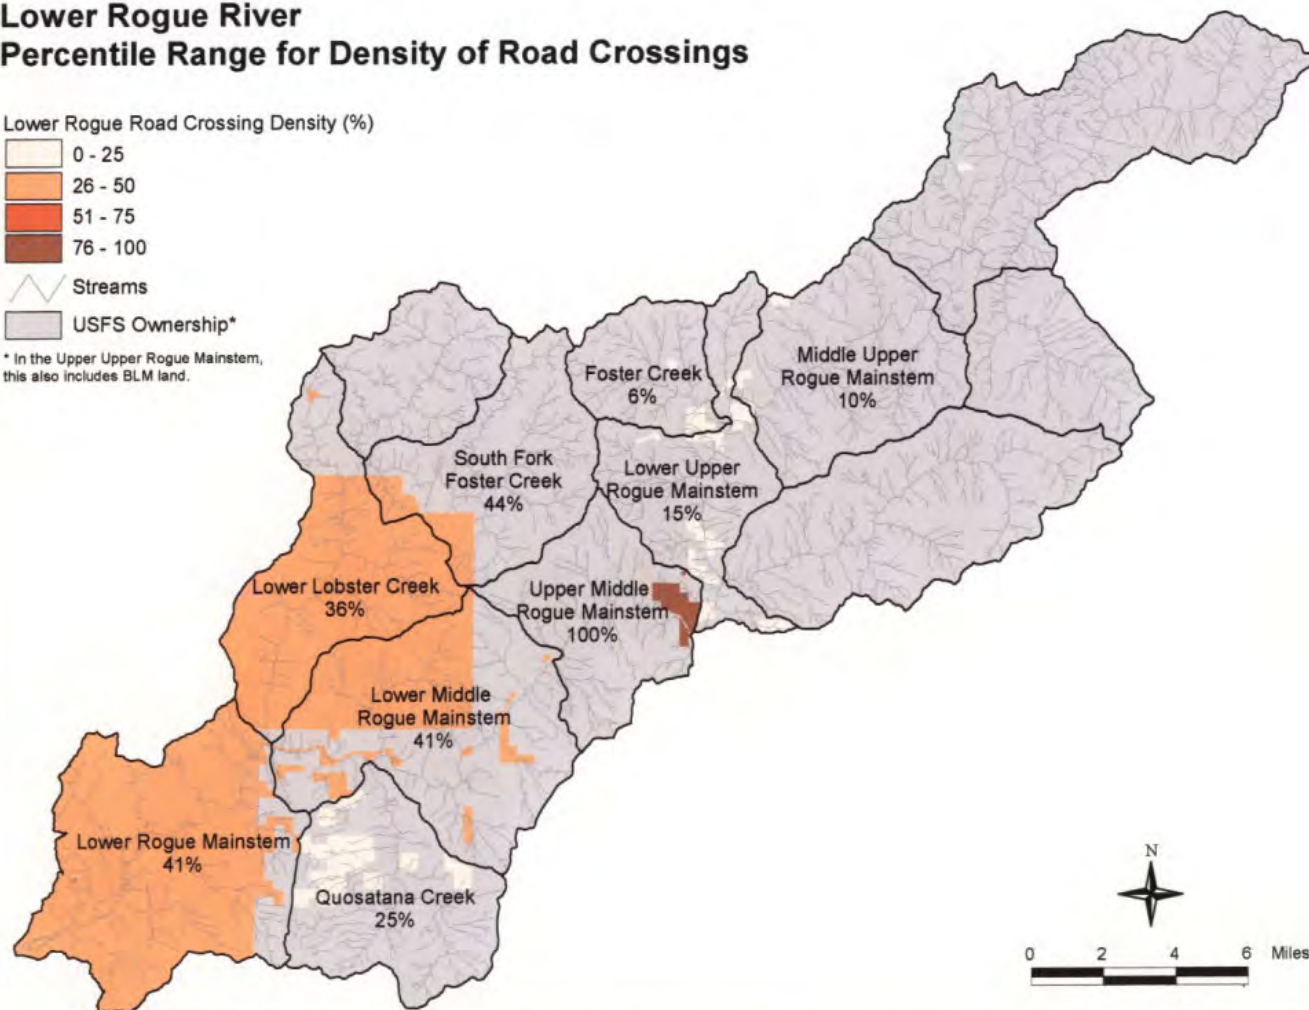 Lower Rogue River
Percentile Range for Density of Road Crossings
Lower Rogue Road Crossing Density (%)
0 - 25
26 - 50
51 - 75
76 - 100
Streams
USFS Ownership*
* In the Upper Upper Rogue Mainstem,
this also includes BLM land.
Foster Creek
6%
Middle Upper
Rogue Mainstem
10%
South Fork
Foster Creek
44%
Lower Upper
Rogue Mainstem
15%
Lower Lobster Creek
36%
Upper Middle
Rogue Mainstem
100%
Lower Middle
Rogue Mainstem
41%
Lower Rogue Mainstem
41%
Quosatana Creek
25%
N
0 2 4 6 Miles